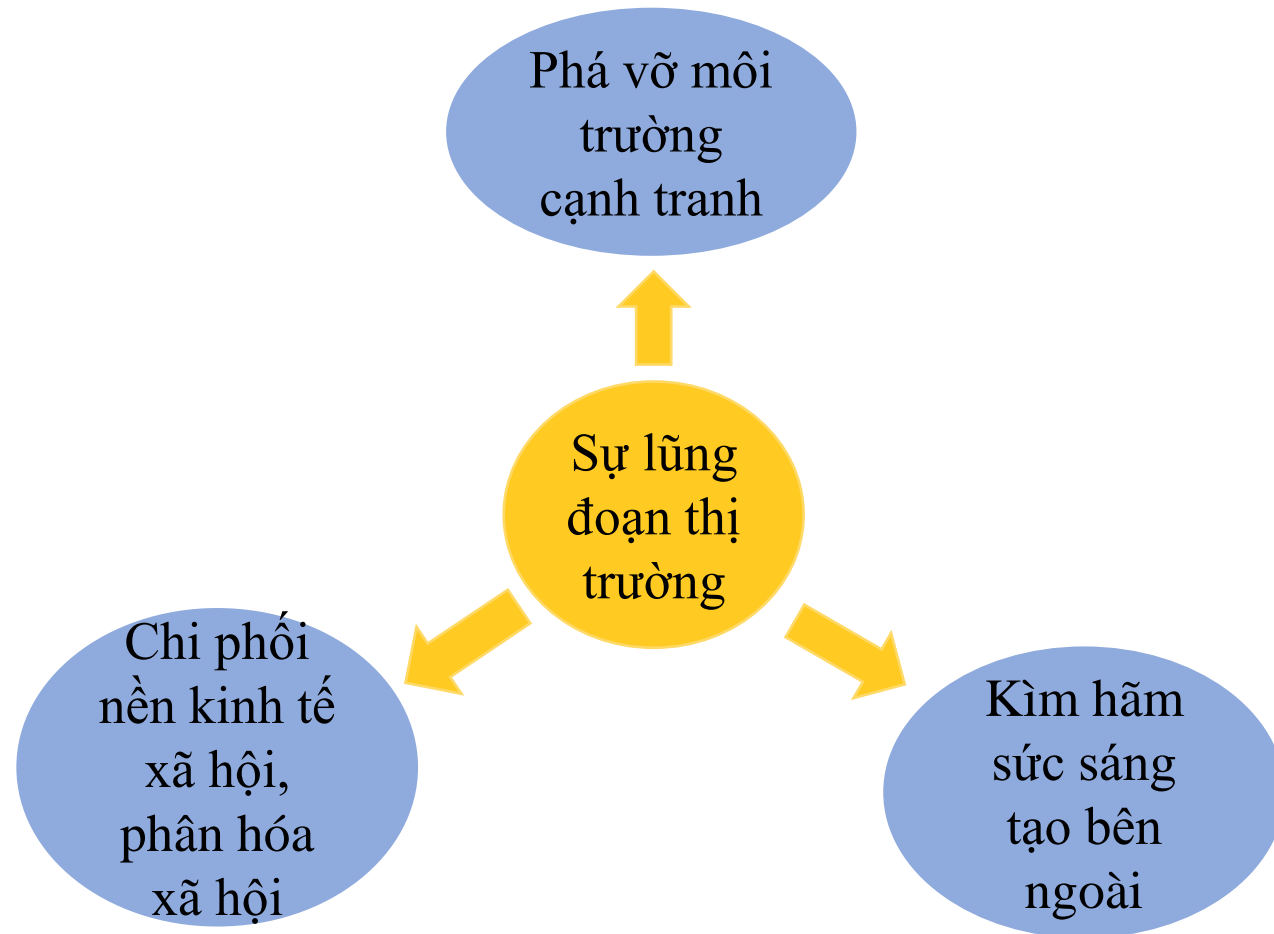 Phá vỡ môi
trường
cạnh tranh
Sự lũng
đoạn thị
trường
Chi phối
nền kinh tế
xã hội,
phân hóa
xã hội
Kìm hãm
sức sáng
tạo bên
ngoài